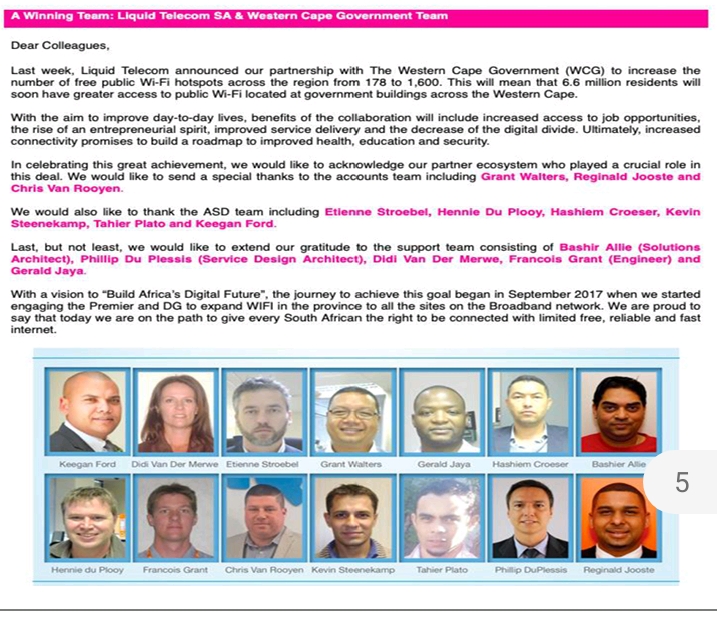 A Winning Team: Liquid Telecom SA & Western Cape Government Team
Dear Colleagues,
Last week, Liquid Telecom announced our partnership with The Western Cape Government (WCG) to increase the
number of free public Wi-Fi hotspots across the region from 178 to 1,600. This will mean that 6.6 million residents will
soon have greater access to public Wi-Fi located at government buildings across the Western Cape.
With the aim to improve day-to-day lives, benefits of the collaboration will include increased access to job opportunities,
the rise of an entrepreneurial spirit, improved service delivery and the decrease of the digital divide. Ultimately, increased
connectivity promises to build a roadmap to improved health, education and security.
In celebrating this great achievement, we would like to acknowledge our partner ecosystem who played a crucial role in
this deal. We would like to send a special thanks to the accounts team including Grant Walters, Reginald Jooste and
Chris Van Rooyen.
We would also like to thank the ASD team including Etienne Stroebel, Hennie Du Plooy, Hashiem Croeser, Kevin
Steenekamp, Tahier Plato and Keegan Ford.
Last, but not least, we would like to extend our gratitude to the support team consisting of Bashir Allie (Solutions
Architect), Phillip Du Plessis (Service Design Architect), Didi Van Der Merwe, Francois Grant (Engineer) and
Gerald Jaya.
With a vision to “Build Africa's Digital Future”, the journey to achieve this goal began in September 2017 when we started
engaging the Premier and DG to expand WIFI in the province to all the sites on the Broadband network. We are proud to
say that today we are on the path to give every South African the right to be connected with limited free, reliable and fast
internet.
Keegan Ford Didi Van Der Merwe Etienne Stroebel Grant Walters Gerald Jaya Hashiem Croeser Bashier Allie
5
Hennie du Plooy Francois Grant Chris Van Rooyen Kevin Steenekamp Tahier Plato Phillip DuPlessis Reginald Jooste